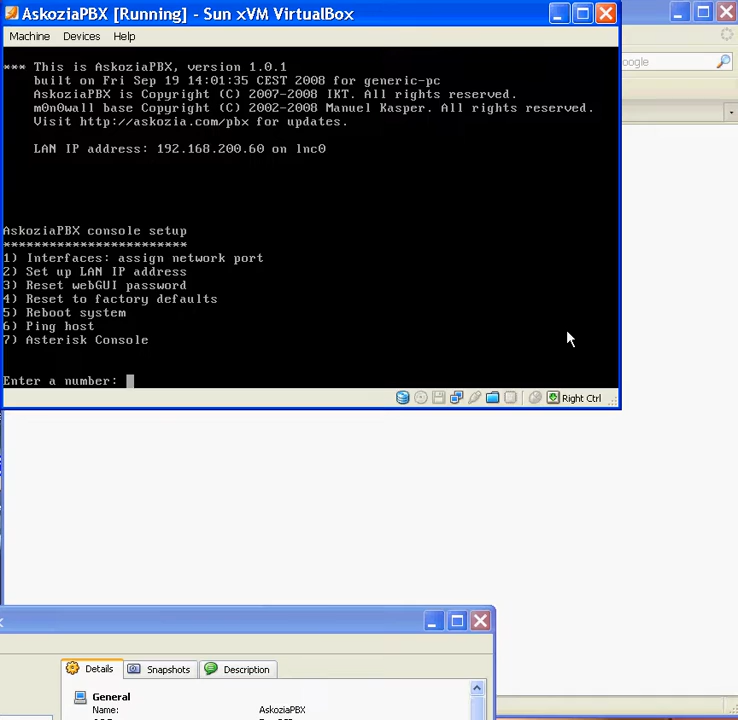 AskoziaPBX [Running] - Sun xVM VirtualBox
Machine Devices Help
oogle
*** This is AskoziaPBX, version 1.0.1
built on Fri Sep 19 14:01:35 CEST 2008 for generic-pc
AskoziaPBX is Copyright (C) 2007-2008 IKT. All rights reserved.
m0n0wall base Copyright (C) 2002-2008 Manuel Kasper. All rights reserved.
Visit http://askozia.com/pbx for updates.
LAN IP address: 192.168.200.60 on lnc0
AskoziaPBX console setup
************************
1) Interfaces: assign network port
2) Set up LAN IP address
3) Reset webGUI password
4) Reset to factory defaults
5) Reboot system
6) Ping host
7) Asterisk Console
Enter a number:
Right Ctrl
Details Snapshots Description
General
Name: AskoziaPBX